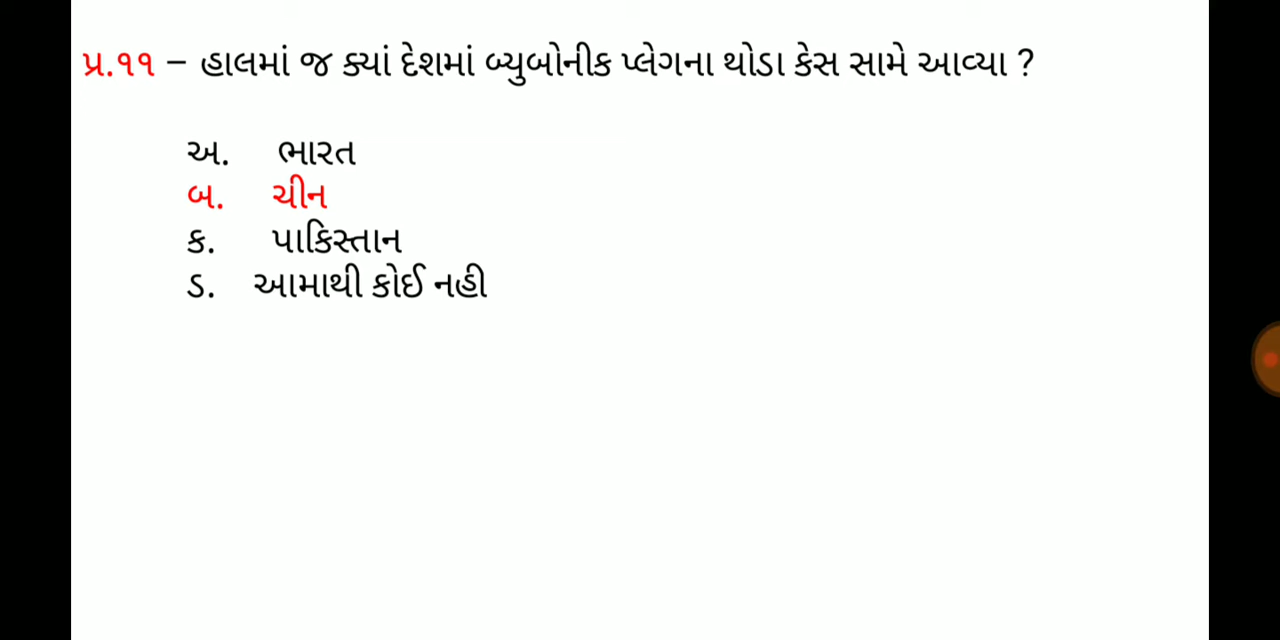 પ્ર.૧૧ – હાલમાં જ ક્યાં દેશમાં બ્યુબોનીક પ્લેગના થોડા કેસ સામે આવ્યા ?
અ. ભારત
બ. ચીન
ક. પાકિસ્તાન
ડ. આમાથી કોઈ નહી